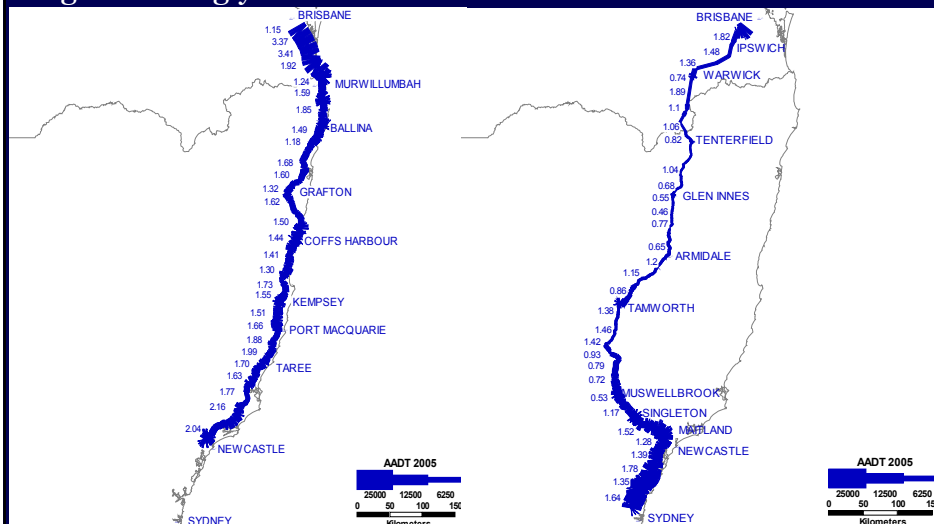 BRISBANE
1.15
3.37
3.41
1.92
1.24
MURWILLUMBAH
1.59
1.85
1.49
BALLINA
1.18
1.68
1.60
1.32
GRAFTON
1.62
1.50
1.44
COFFS HARBOUR
1.41
1.30
1.73
1.55
KEMPSEY
1.51
1.66
PORT MACQUARIE
1.88
1.99
1.70
TAREE
1.63
1.77
2.16
2.04
NEWCASTLE
AADT 2005
25000 12500 6250
0 50 100
Kilometers
SYDNEY
BRISBANE
1.82
IPSWICH
1.48
1.36
0.74
WARWICK
1.89
1.1
1.06
0.82
TENTERFIELD
1.04
0.68
0.55
GLEN INNES
0.46
0.77
0.65
ARMIDALE
1.2
1.15
0.86
TAMWORTH
1.38
1.46
1.42
0.93
0.79
0.72
MUSWELLBROOK
0.53
1.17
SINGLETON
1.52
MAITLAND
1.28
1.39
NEWCASTLE
1.78
1.35
1.64
SYDNEY
AADT 2005
25000 12500 6250
0 50 100
Kilometers